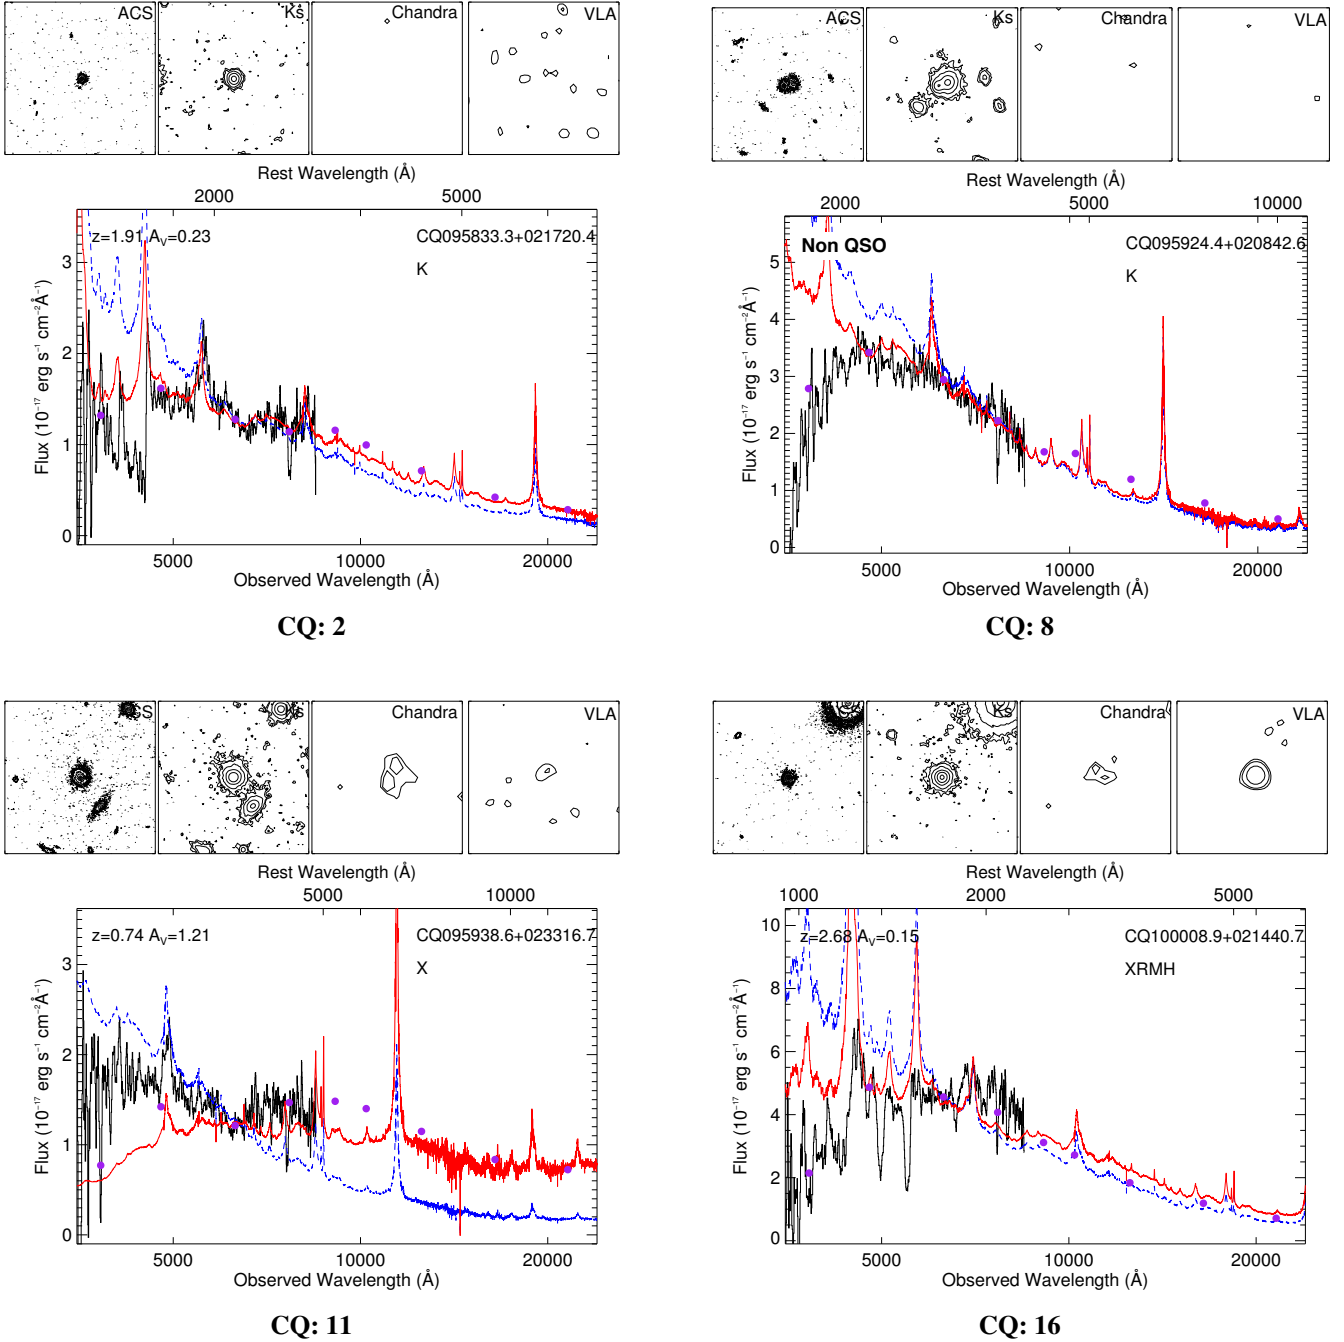 ACS Ks Chandra VLA
Rest Wavelength (Å)
2000 5000
z=1.91 A_V=0.23 CQ095833.3+021720.4
K
3
2
1
0
Flux (10⁻¹⁷ erg s⁻¹ cm⁻²Å⁻¹)
5000 10000 20000
Observed Wavelength (Å)
CQ: 2
ACS Ks Chandra VLA
Rest Wavelength (Å)
2000 5000 10000
Non QSO CQ095924.4+020842.6
K
5
4
3
2
1
0
Flux (10⁻¹⁷ erg s⁻¹ cm⁻²Å⁻¹)
5000 10000 20000
Observed Wavelength (Å)
CQ: 8
ACS Ks Chandra VLA
Rest Wavelength (Å)
5000 10000
z=0.74 A_V=1.21 CQ095938.6+023316.7
X
3
2
1
0
Flux (10⁻¹⁷ erg s⁻¹ cm⁻²Å⁻¹)
5000 10000 20000
Observed Wavelength (Å)
CQ: 11
Ks Chandra VLA
Rest Wavelength (Å)
1000 2000 5000
z=2.68 A_V=0.15 CQ100008.9+021440.7
XRMH
10
8
6
4
2
0
Flux (10⁻¹⁷ erg s⁻¹ cm⁻²Å⁻¹)
5000 10000 20000
Observed Wavelength (Å)
CQ: 16